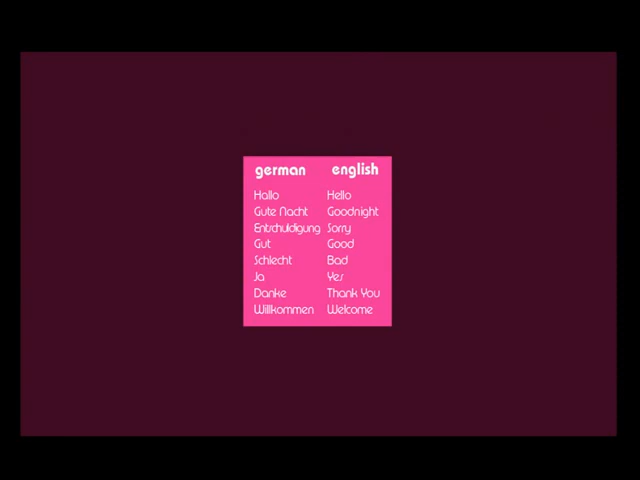 german english
Hallo Hello
Gute Nacht Goodnight
Entschuldigung Sorry
Gut Good
Schlecht Bad
Ja Yes
Danke Thank You
Willkommen Welcome